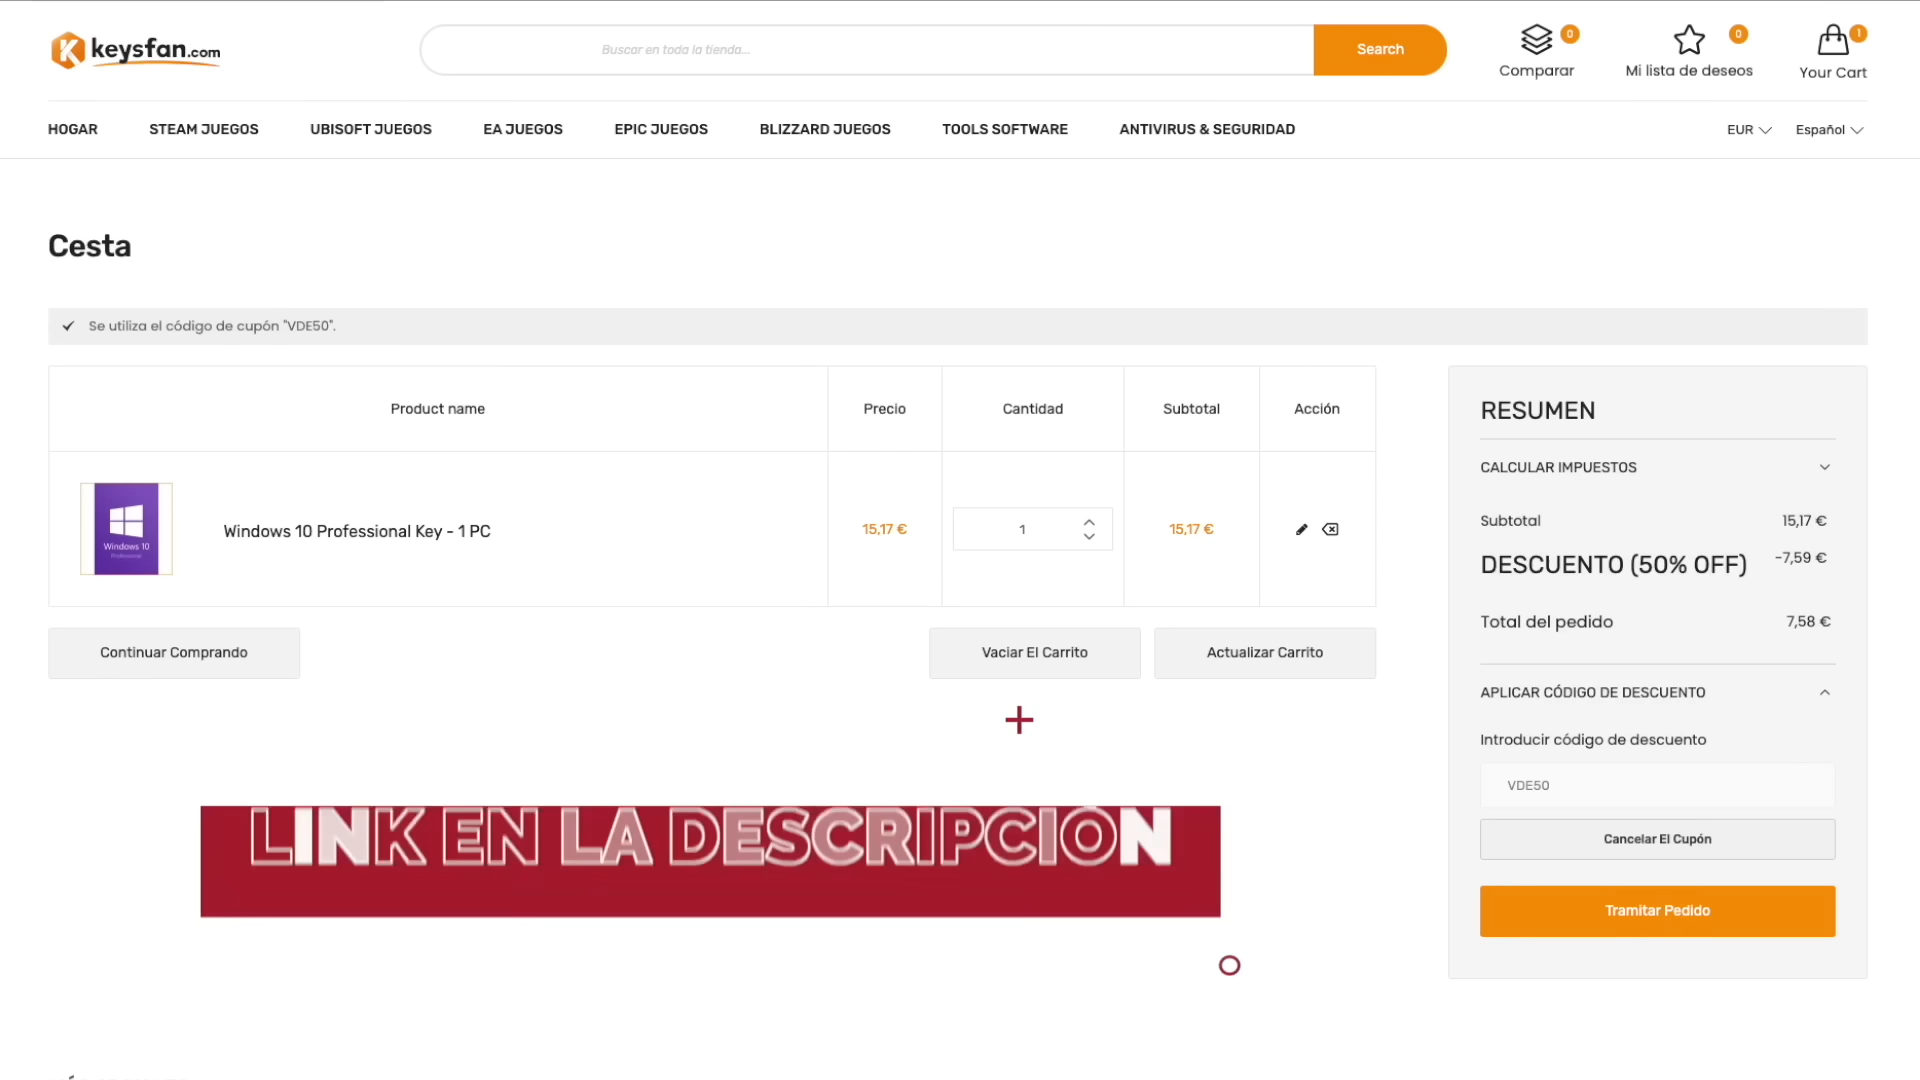 keysfan.com
Buscar en toda la tienda...
Search
0
Comparar
0
Mi lista de deseos
1
Your Cart
HOGAR
STEAM JUEGOS
UBISOFT JUEGOS
EA JUEGOS
EPIC JUEGOS
BLIZZARD JUEGOS
TOOLS SOFTWARE
ANTIVIRUS & SEGURIDAD
EUR
Español
Cesta
Se utiliza el código de cupón "VDE50".
Product name
Precio
Cantidad
Subtotal
Acción
Windows 10
Professional
Windows 10 Professional Key - 1 PC
15,17 €
1
15,17 €
Continuar Comprando
Vaciar El Carrito
Actualizar Carrito
LINK EN LA DESCRIPCION
RESUMEN
CALCULAR IMPUESTOS
Subtotal
15,17 €
DESCUENTO (50% OFF)
-7,59 €
Total del pedido
7,58 €
APLICAR CÓDIGO DE DESCUENTO
Introducir código de descuento
VDE50
Cancelar El Cupón
Tramitar Pedido